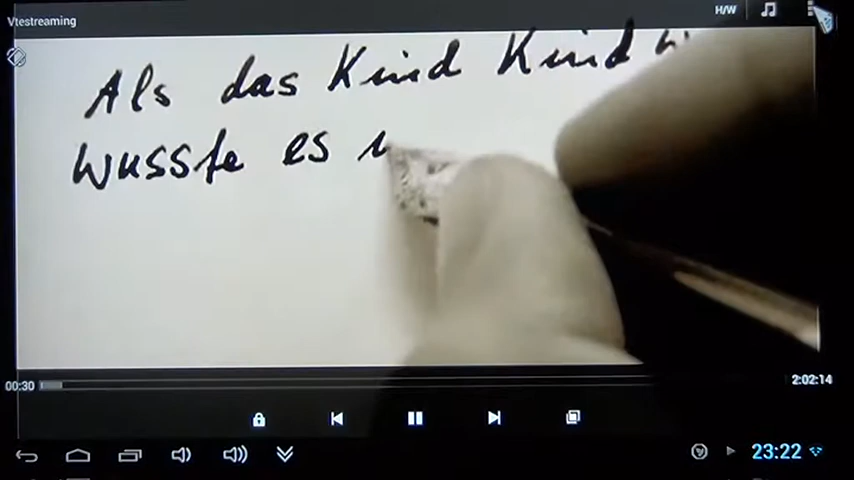 Vtestreaming
H/W
Als das Kind Kind
wusste es
00:30
2:02:14
23:22